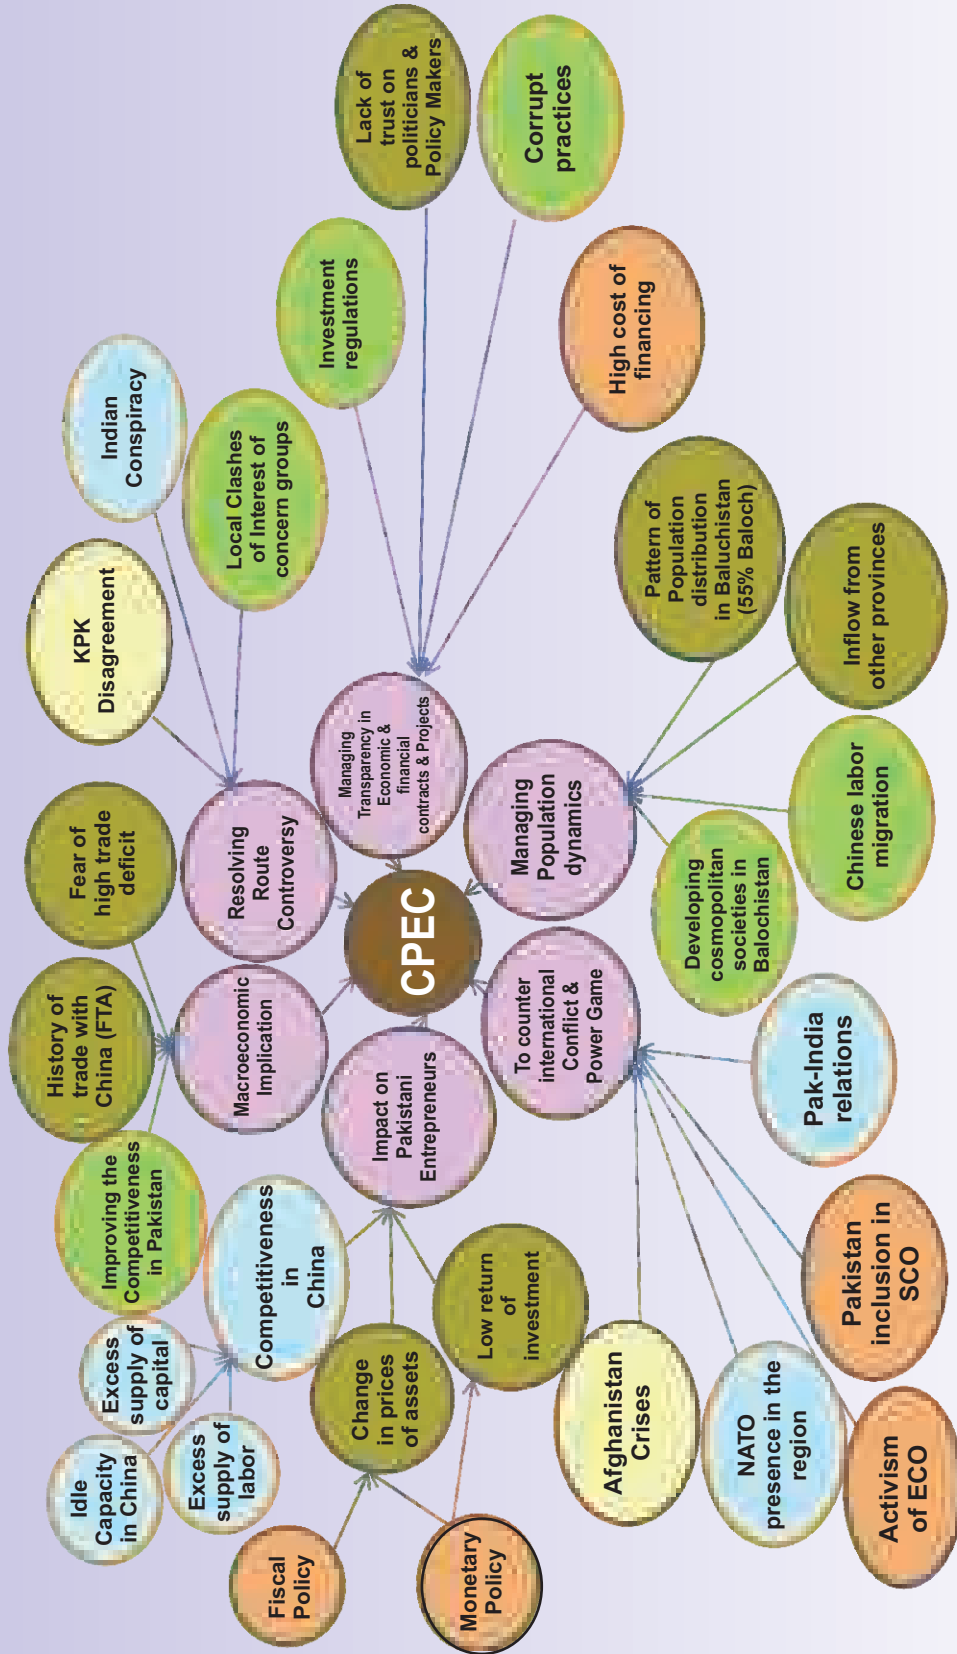 Idle
Capacity
in China
Excess
supply of
capital
Excess
supply of
labor
Improving the
Competitiveness
in Pakistan
History of
trade with
China (FTA)
Fear of
high trade
deficit
KPK
Disagreement
Indian
Conspiracy
Local Clashes
of Interest of
concern groups
Fiscal
Policy
Monetary
Policy
Competitiveness
in
China
Change
in prices
of assets
Low return
of
investment
Macroeconomic
Implication
Resolving
Route
Controversy
Impact on
Pakistani
Entrepreneurs
CPEC
Managing
Transparency in
Economic &
financial
contracts & Projects
Investment
regulations
Lack of
trust on
politicians &
Policy Makers
Corrupt
practices
High cost of
financing
To counter
international
Conflict &
Power Game
Managing
Population
dynamics
Afghanistan
Crises
NATO
presence in the
region
Activism
of ECO
Pakistan
inclusion in
SCO
Pak-India
relations
Developing
cosmopolitan
societies in
Balochistan
Chinese labor
migration
Inflow from
other provinces
Pattern of
Population
distribution
in Baluchistan
(55% Baloch)